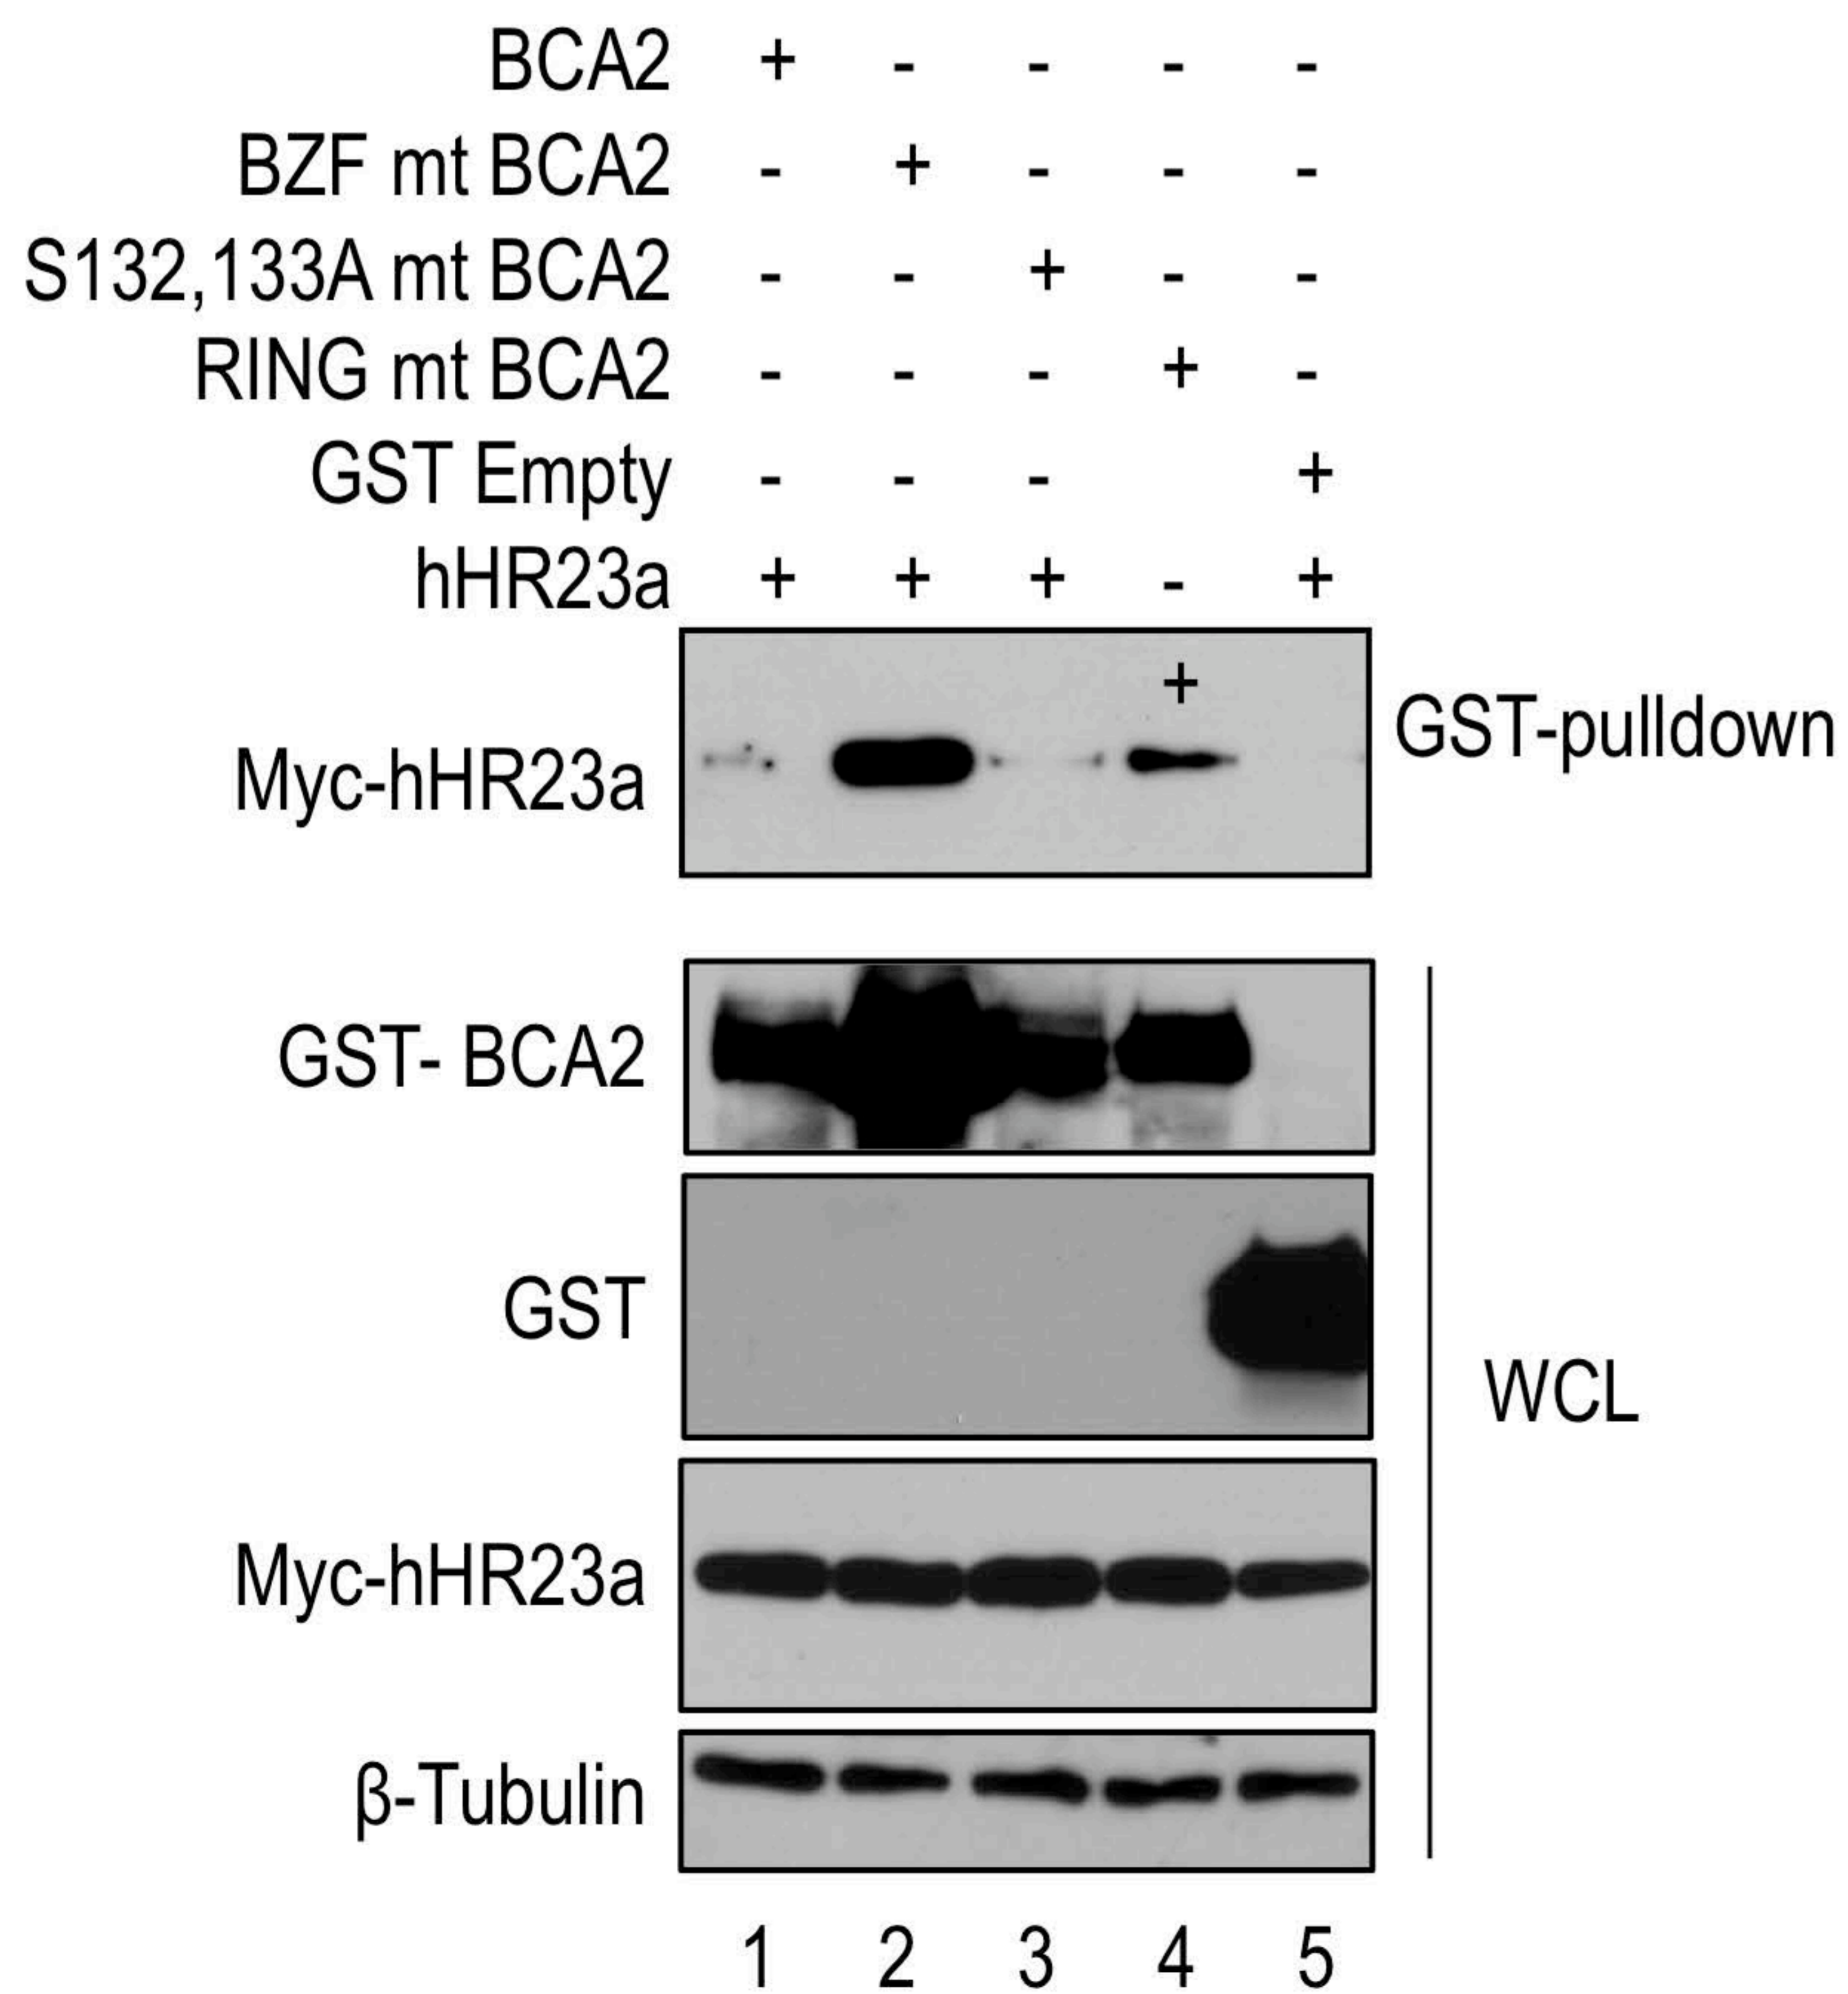 BCA2 + - - - -
BZF mt BCA2 - + - - -
S132,133A mt BCA2 - - + - -
RING mt BCA2 - - - + -
GST Empty - - - +
hHR23a + + + - +
+
Myc-hHR23a GST-pulldown
GST- BCA2
GST
WCL
Myc-hHR23a
β-Tubulin
1 2 3 4 5